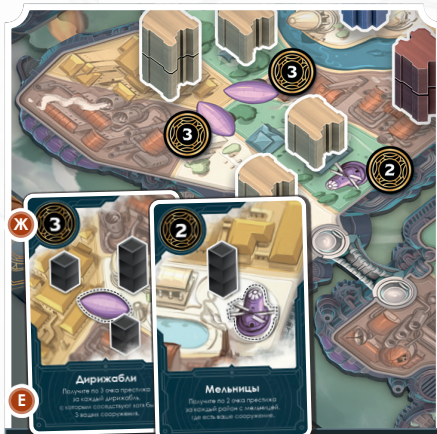 3
3
2
Ж
3
2
Е
Дирижабли
Получите по 3 очка престижа
за каждый дирижабль,
с которым соседствуют хотя бы
3 ваших сооружения.
Мельницы
Получите по 2 очка престижа
за каждый район с мельницей,
где есть ваше сооружение.